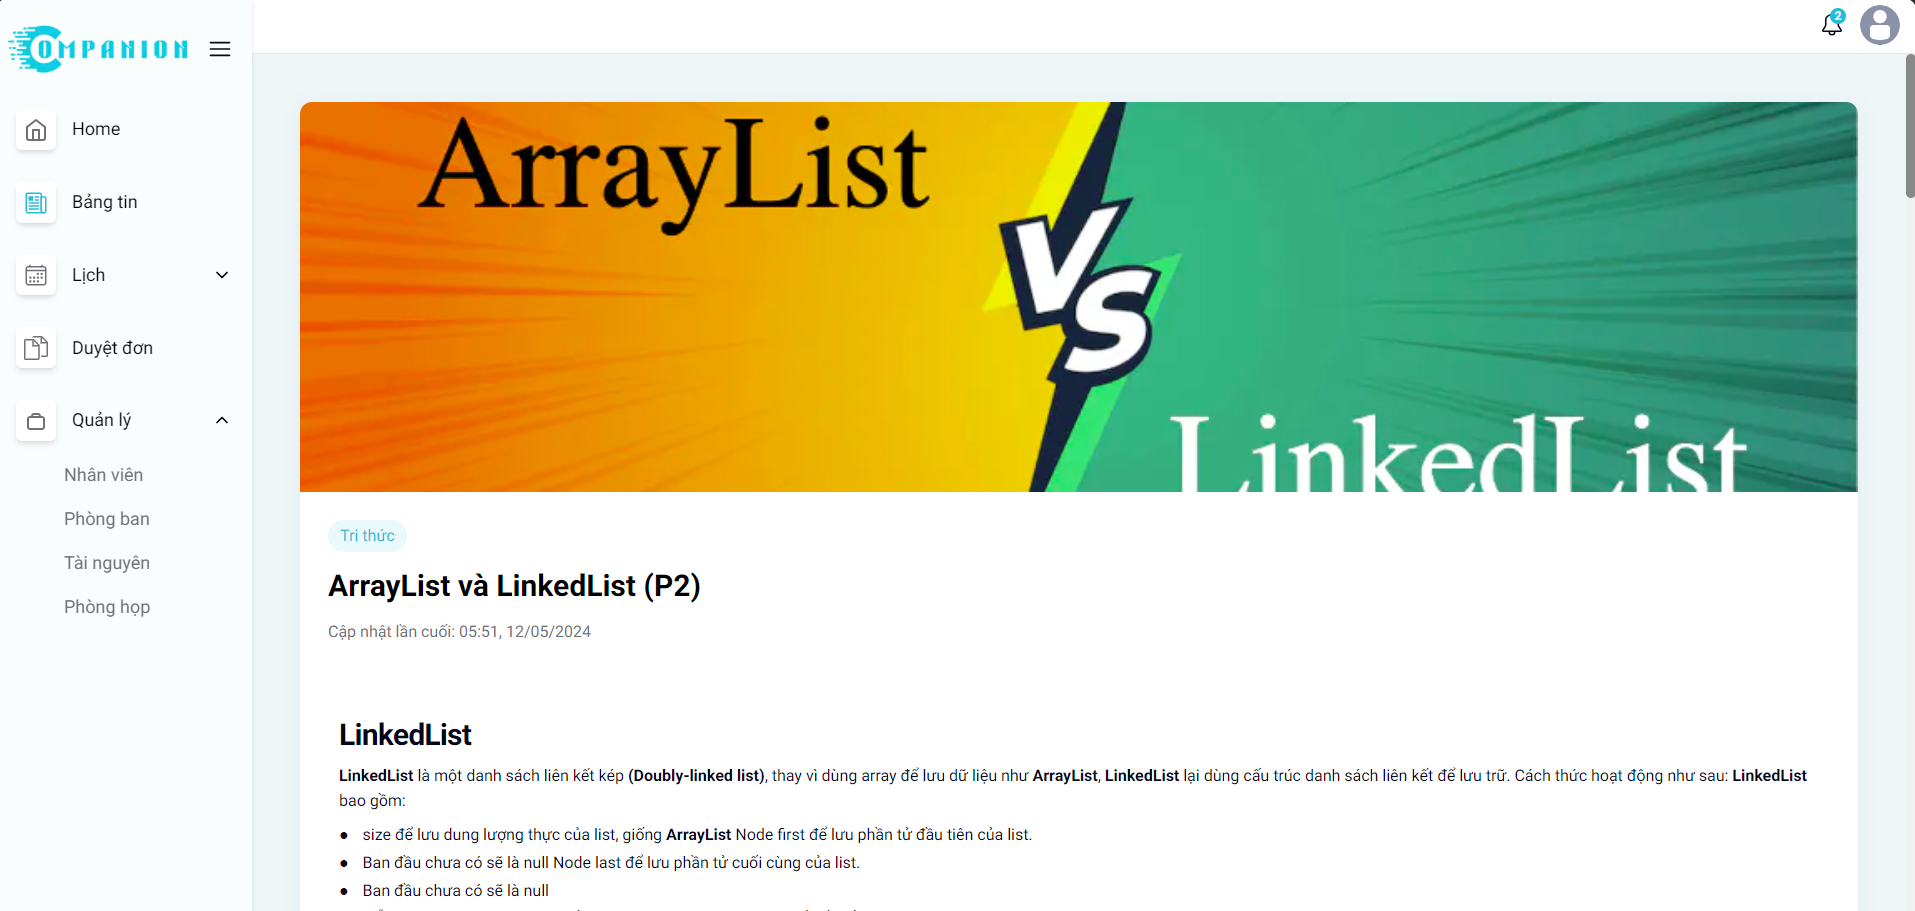 COMPANION
2
Home
Bảng tin
Lịch
Duyệt đơn
Quản lý
Nhân viên
Phòng ban
Tài nguyên
Phòng họp
ArrayList
VS
LinkedList
Tri thức
ArrayList và LinkedList (P2)
Cập nhật lần cuối: 05:51, 12/05/2024
LinkedList
LinkedList là một danh sách liên kết kép (Doubly-linked list), thay vì dùng array để lưu dữ liệu như ArrayList, LinkedList lại dùng cấu trúc danh sách liên kết để lưu trữ. Cách thức hoạt động như sau: LinkedList
bao gồm:
● size để lưu dung lượng thực của list, giống ArrayList Node first để lưu phần tử đầu tiên của list.
● Ban đầu chưa có sẽ là null Node last để lưu phần tử cuối cùng của list.
● Ban đầu chưa có sẽ là null